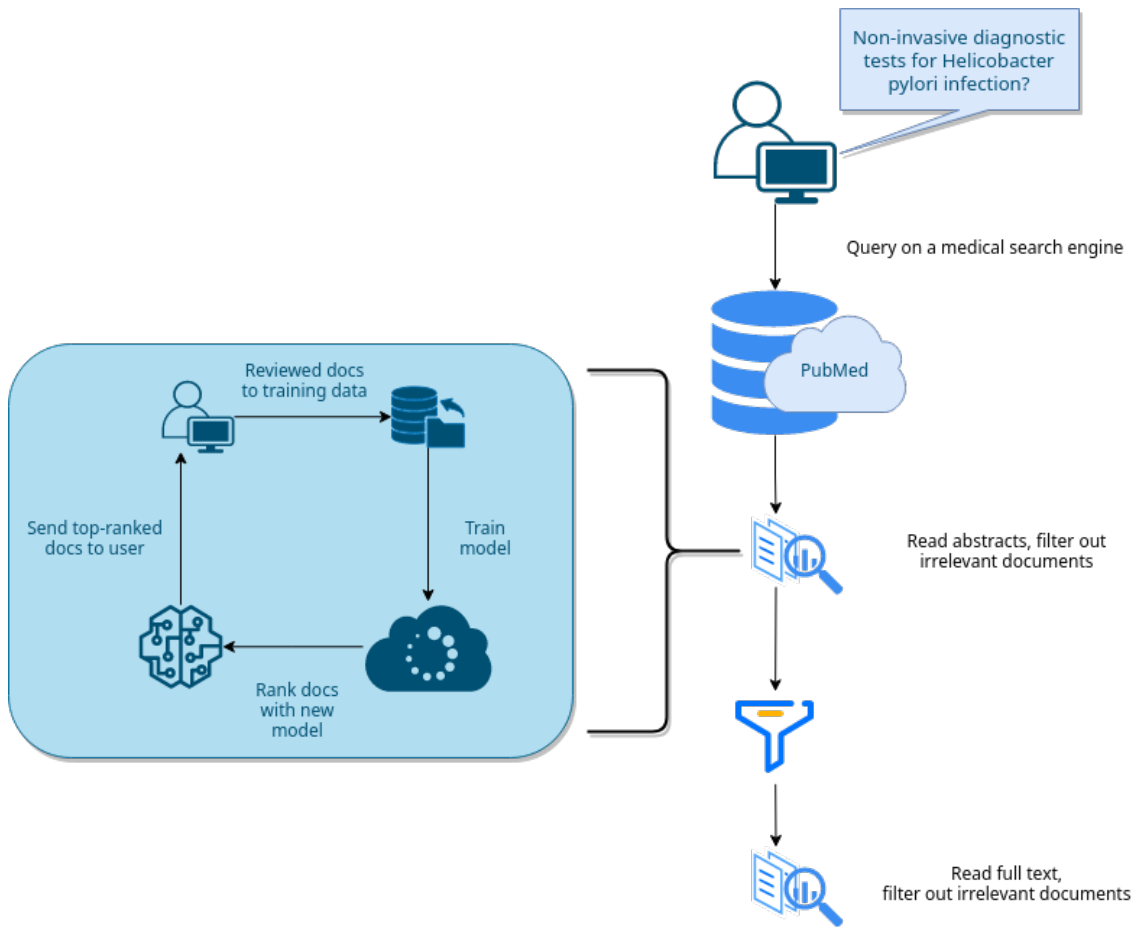 Non-invasive diagnostic
tests for Helicobacter
pylori infection?
Query on a medical search engine
PubMed
Reviewed docs
to training data
Send top-ranked
docs to user
Train
model
Rank docs
with new
model
Read abstracts, filter out
irrelevant documents
Read full text,
filter out irrelevant documents